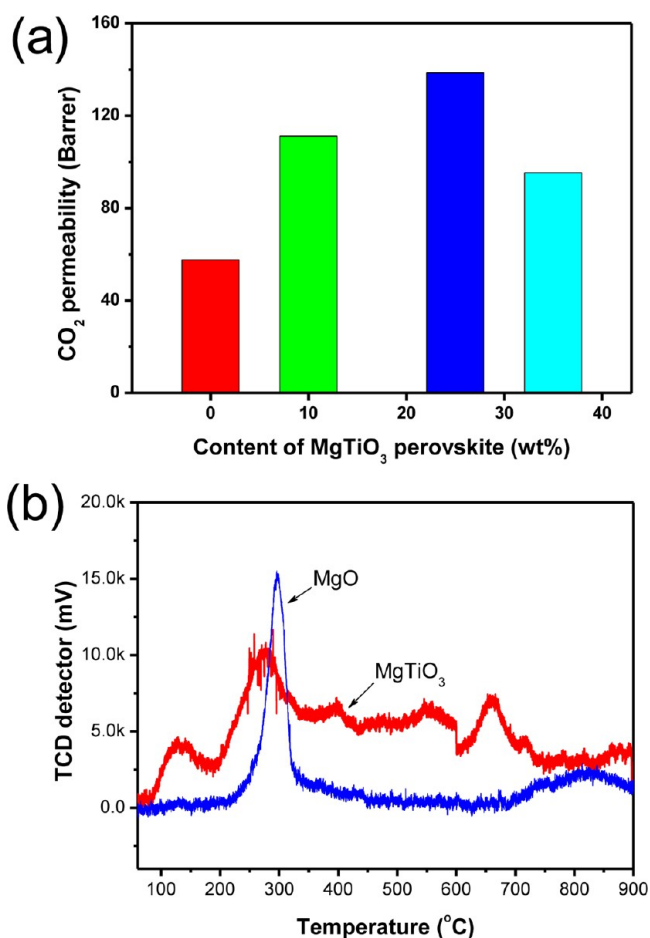 (a)
160
120
80
40
0
CO₂ permeability (Barrer)
0 10 20 30 40
Content of MgTiO₃ perovskite (wt%)
(b)
20.0k
15.0k
10.0k
5.0k
0.0
TCD detector (mV)
MgO
MgTiO₃
100 200 300 400 500 600 700 800 900
Temperature (°C)